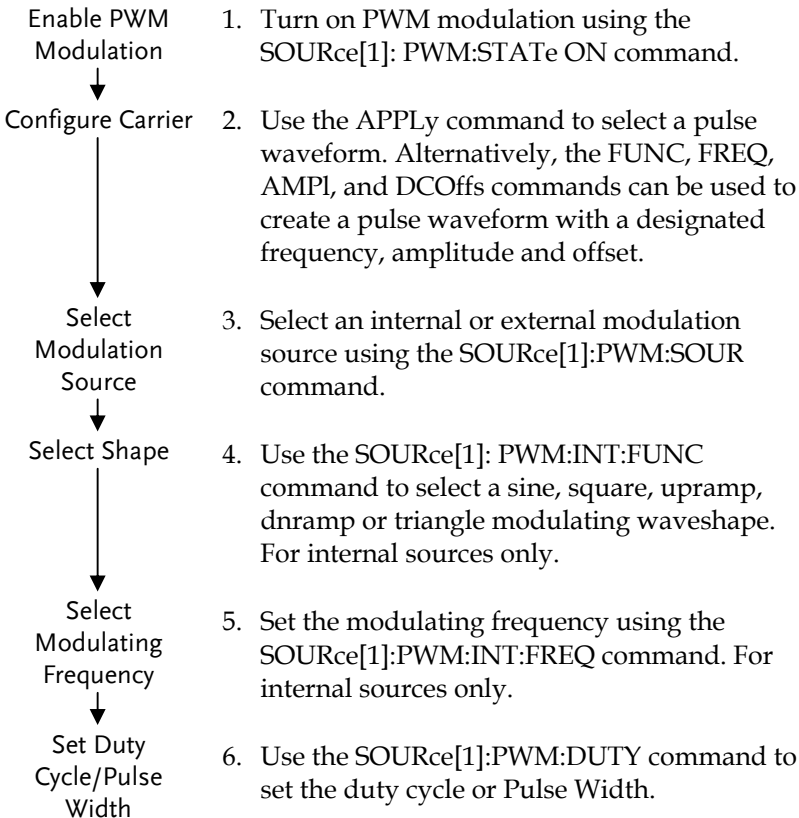 Enable PWM
Modulation
1. Turn on PWM modulation using the
SOURce[1]: PWM:STATe ON command.
Configure Carrier
2. Use the APPLy command to select a pulse
waveform. Alternatively, the FUNC, FREQ,
AMPl, and DCOffs commands can be used to
create a pulse waveform with a designated
frequency, amplitude and offset.
Select
Modulation
Source
3. Select an internal or external modulation
source using the SOURce[1]:PWM:SOUR
command.
Select Shape
4. Use the SOURce[1]: PWM:INT:FUNC
command to select a sine, square, upramp,
dnramp or triangle modulating waveshape.
For internal sources only.
Select
Modulating
Frequency
5. Set the modulating frequency using the
SOURce[1]:PWM:INT:FREQ command. For
internal sources only.
Set Duty
Cycle/Pulse
Width
6. Use the SOURce[1]:PWM:DUTY command to
set the duty cycle or Pulse Width.